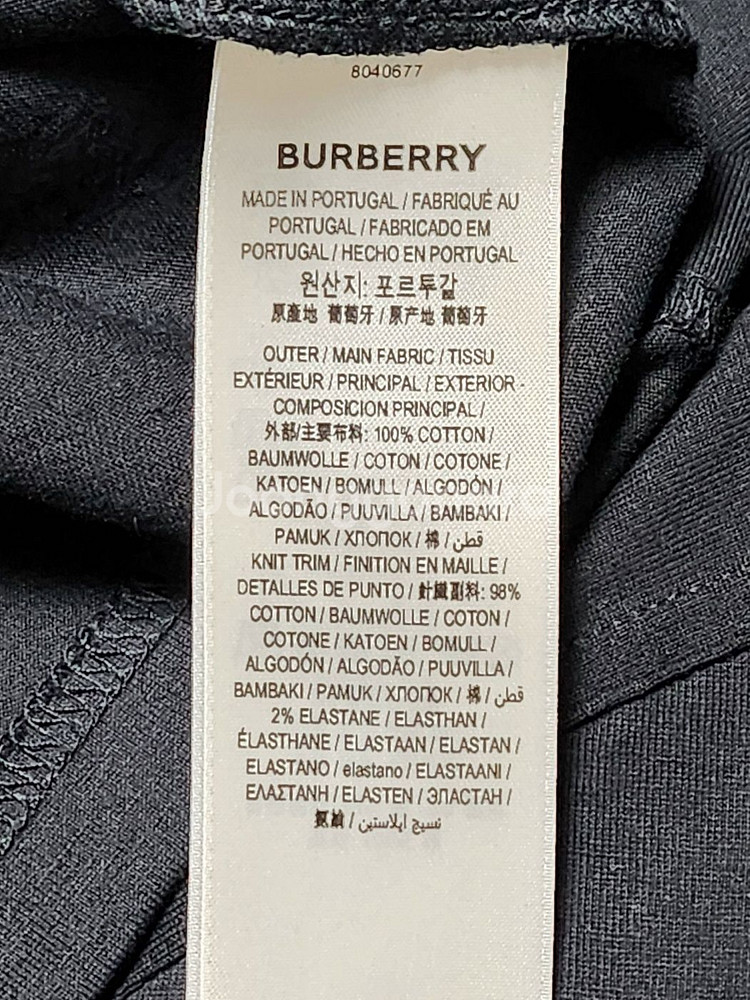 8040677
BURBERRY
MADE IN PORTUGAL / FABRIQUÉ AU
PORTUGAL / FABRICADO EM
PORTUGAL / HECHO EN PORTUGAL
원산지: 포르투갈
原產地 葡萄牙 / 原产地 葡萄牙
OUTER / MAIN FABRIC / TISSU
EXTÉRIEUR / PRINCIPAL / EXTERIOR -
COMPOSICION PRINCIPAL /
外部/主要布料: 100% COTTON /
BAUMWOLLE / COTON / COTONE /
KATOEN / BOMULL / ALGODÓN /
ALGODÃO / PUUVILLA / BAMBAKI /
PAMUK / ХЛОПОК / 棉 / قطن
KNIT TRIM / FINITION EN MAILLE /
DETALLES DE PUNTO / 針織副料: 98%
COTTON / BAUMWOLLE / COTON /
COTONE / KATOEN / BOMULL /
ALGODÓN / ALGODÃO / PUUVILLA /
BAMBAKI / PAMUK / ХЛОПОК / 棉 / قطن
2% ELASTANE / ELASTHAN /
ÉLASTHANE / ELASTAAN / ELASTAN /
ELASTANO / elastano / ELASTAANI /
ΕΛΑΣΤΑΝΗ / ELASTEN / ЭЛАСТАН /
/ نسيج ايلاستين